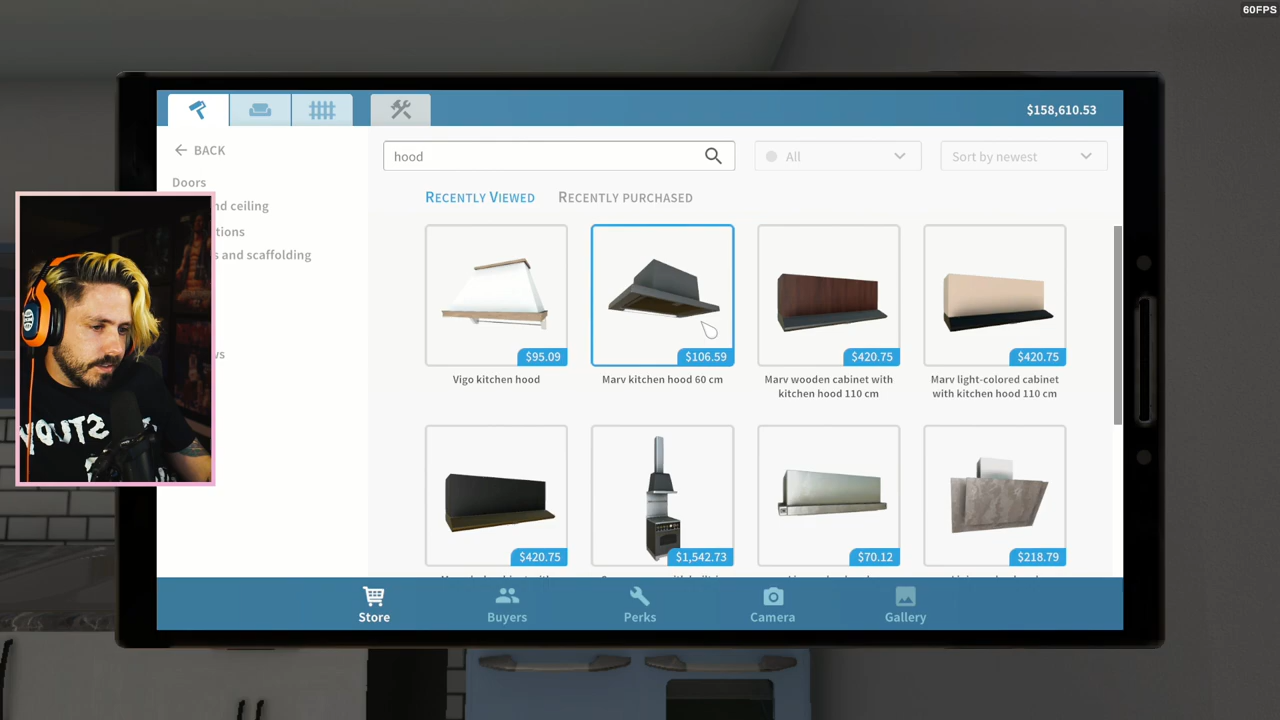 60FPS
$158,610.53
BACK
hood
All
Sort by newest
Doors
nd ceiling
tions
s and scaffolding
ws
RECENTLY VIEWED
RECENTLY PURCHASED
$95.09
$106.59
$420.75
$420.75
Vigo kitchen hood
Marv kitchen hood 60 cm
Marv wooden cabinet with
kitchen hood 110 cm
Marv light-colored cabinet
with kitchen hood 110 cm
$420.75
$1,542.73
$70.12
$218.79
Store
Buyers
Perks
Camera
Gallery